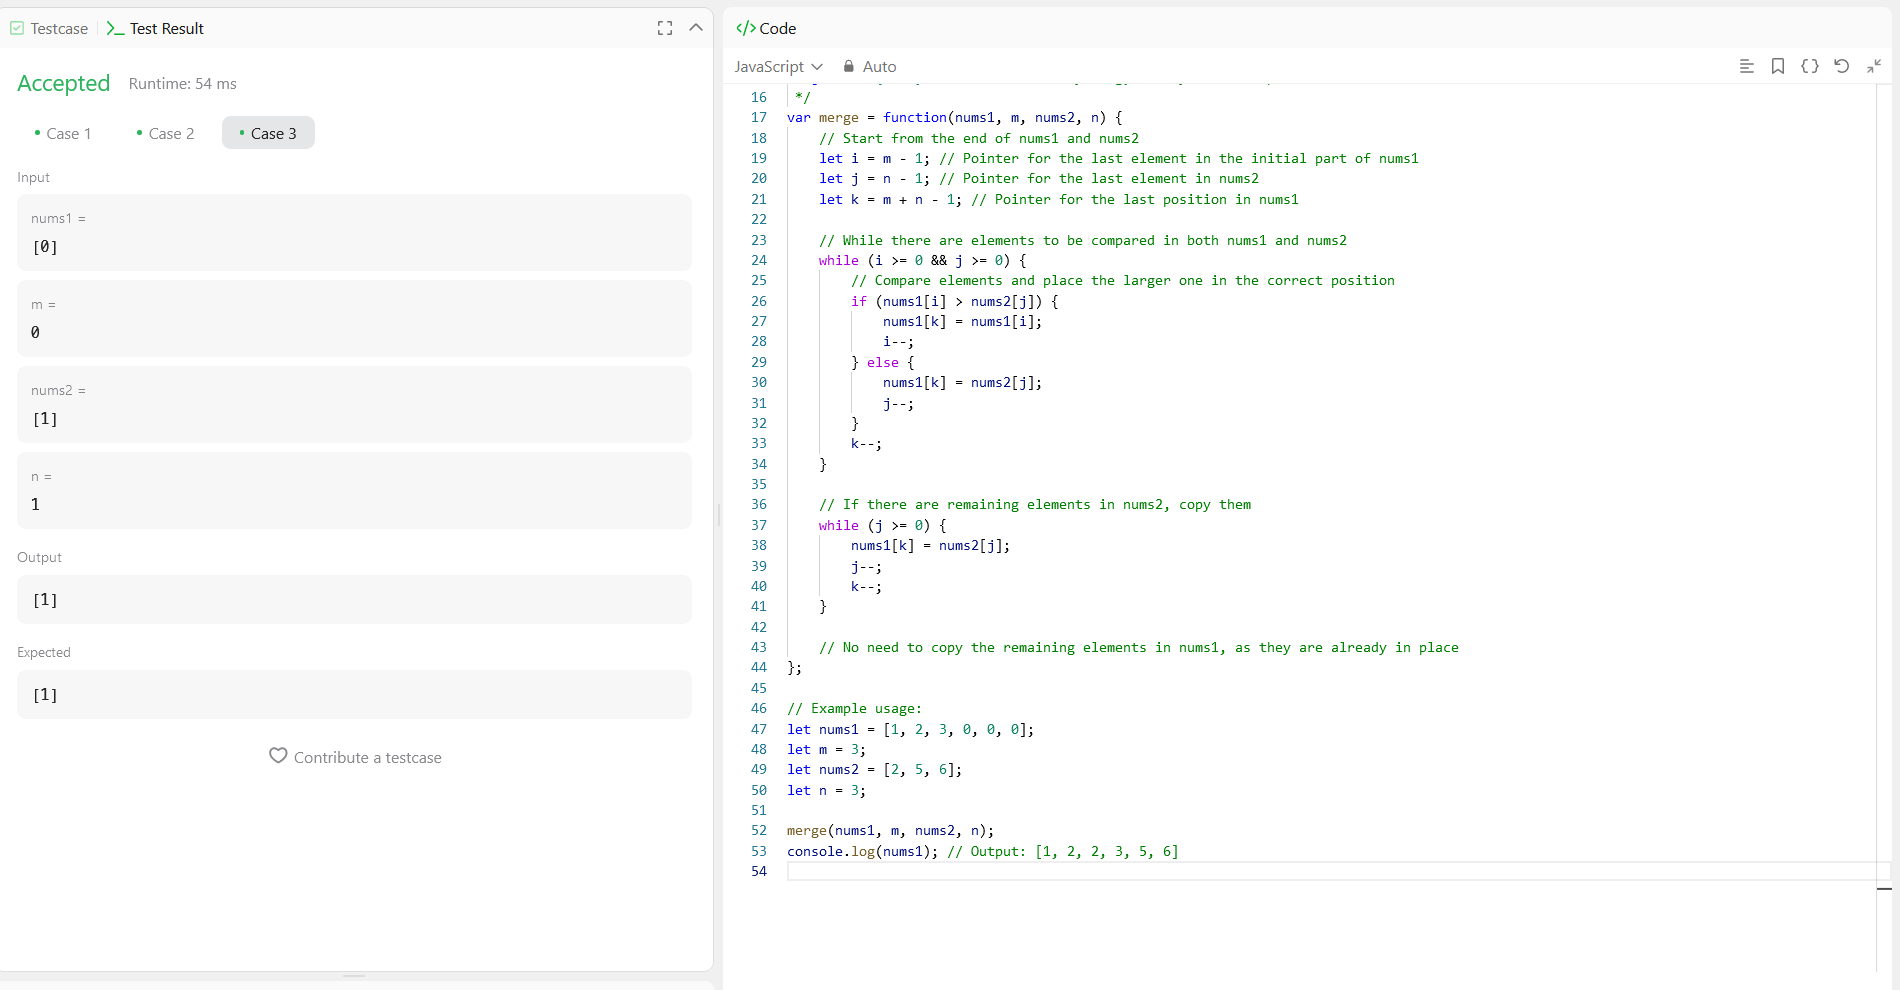 Testcase
Test Result
Accepted Runtime: 54 ms
Case 1 Case 2 Case 3
Input
nums1 =
[0]
m =
0
nums2 =
[1]
n =
1
Output
[1]
Expected
[1]
Contribute a testcase
</> Code
JavaScript Auto
16 */
17 var merge = function(nums1, m, nums2, n) {
18     // Start from the end of nums1 and nums2
19     let i = m - 1; // Pointer for the last element in the initial part of nums1
20     let j = n - 1; // Pointer for the last element in nums2
21     let k = m + n - 1; // Pointer for the last position in nums1
22
23     // While there are elements to be compared in both nums1 and nums2
24     while (i >= 0 && j >= 0) {
25         // Compare elements and place the larger one in the correct position
26         if (nums1[i] > nums2[j]) {
27             nums1[k] = nums1[i];
28             i--;
29         } else {
30             nums1[k] = nums2[j];
31             j--;
32         }
33         k--;
34     }
35
36     // If there are remaining elements in nums2, copy them
37     while (j >= 0) {
38         nums1[k] = nums2[j];
39         j--;
40         k--;
41     }
42
43     // No need to copy the remaining elements in nums1, as they are already in place
44 };
45
46 // Example usage:
47 let nums1 = [1, 2, 3, 0, 0, 0];
48 let m = 3;
49 let nums2 = [2, 5, 6];
50 let n = 3;
51
52 merge(nums1, m, nums2, n);
53 console.log(nums1); // Output: [1, 2, 2, 3, 5, 6]
54